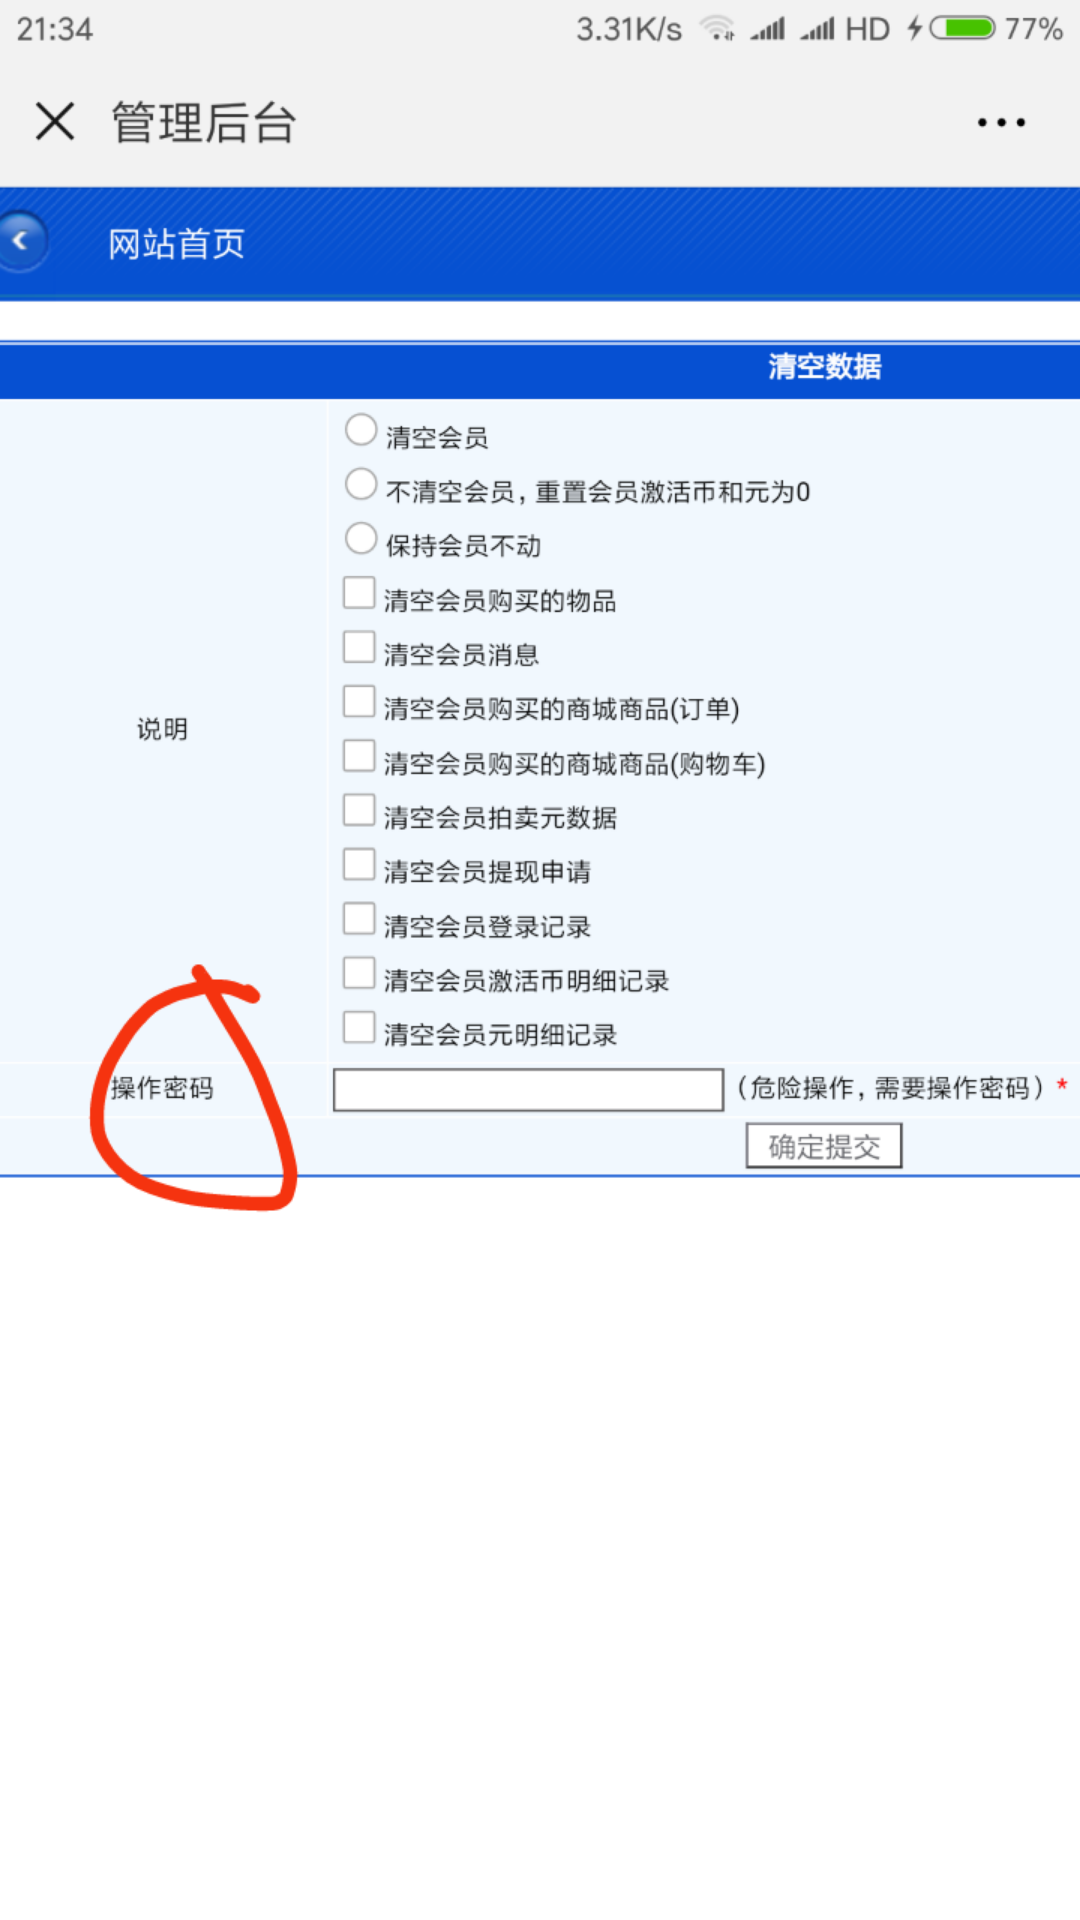 21:34 3.31K/s HD 77%
管理后台
网站首页
清空数据
清空会员
不清空会员，重置会员激活币和元为0
保持会员不动
清空会员购买的物品
清空会员消息
清空会员购买的商城商品(订单)
说明
清空会员购买的商城商品(购物车)
清空会员拍卖元数据
清空会员提现申请
清空会员登录记录
清空会员激活币明细记录
清空会员元明细记录
操作密码 （危险操作，需要操作密码）*
确定提交